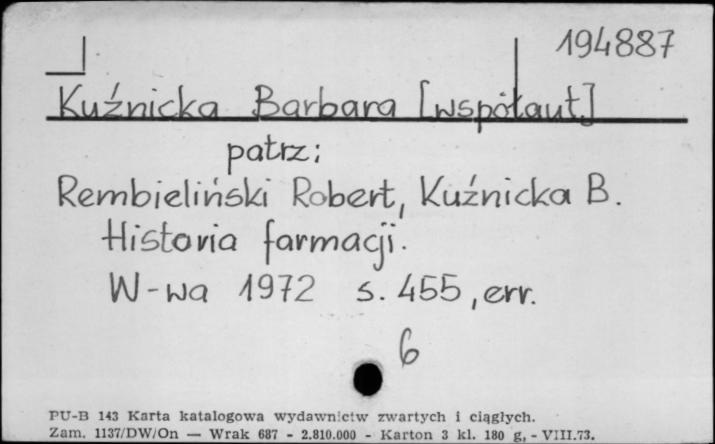 194887
Kuźnicka Barbara [współaut]
patrz:
Rembieliński Robert, Kuźnicka B.
Historia farmacji.
W-wa 1972 s. 455, err.
6
PU-B 143 Karta katalogowa wydawnictw zwartych i ciągłych.
Zam. 1137/DW/On — Wrak 687 - 2.810.000 - Karton 3 kl. 180 g, - VIII.73.